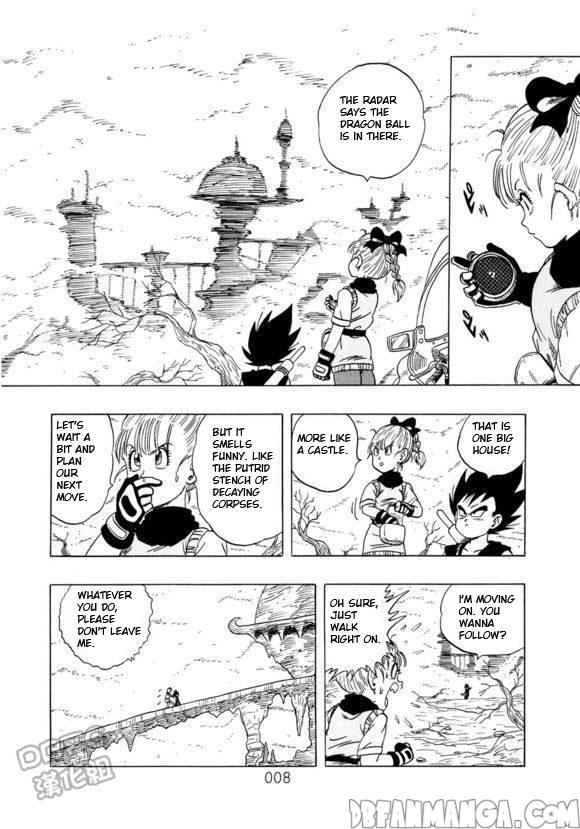 THE RADAR
SAYS THE
DRAGON BALL
IS IN THERE.
THAT IS
ONE BIG
HOUSE!
MORE LIKE
A CASTLE.
BUT IT
SMELLS
FUNNY. LIKE
THE PUTRID
STENCH OF
DECAYING
CORPSES.
LET'S
WAIT A
BIT AND
PLAN
OUR
NEXT
MOVE.
I'M MOVING
ON. YOU
WANNA
FOLLOW?
OH SURE,
JUST
WALK
RIGHT ON.
WHATEVER
YOU DO,
PLEASE
DON'T LEAVE
ME.
漢化組
008
DBFANMANGA.COM